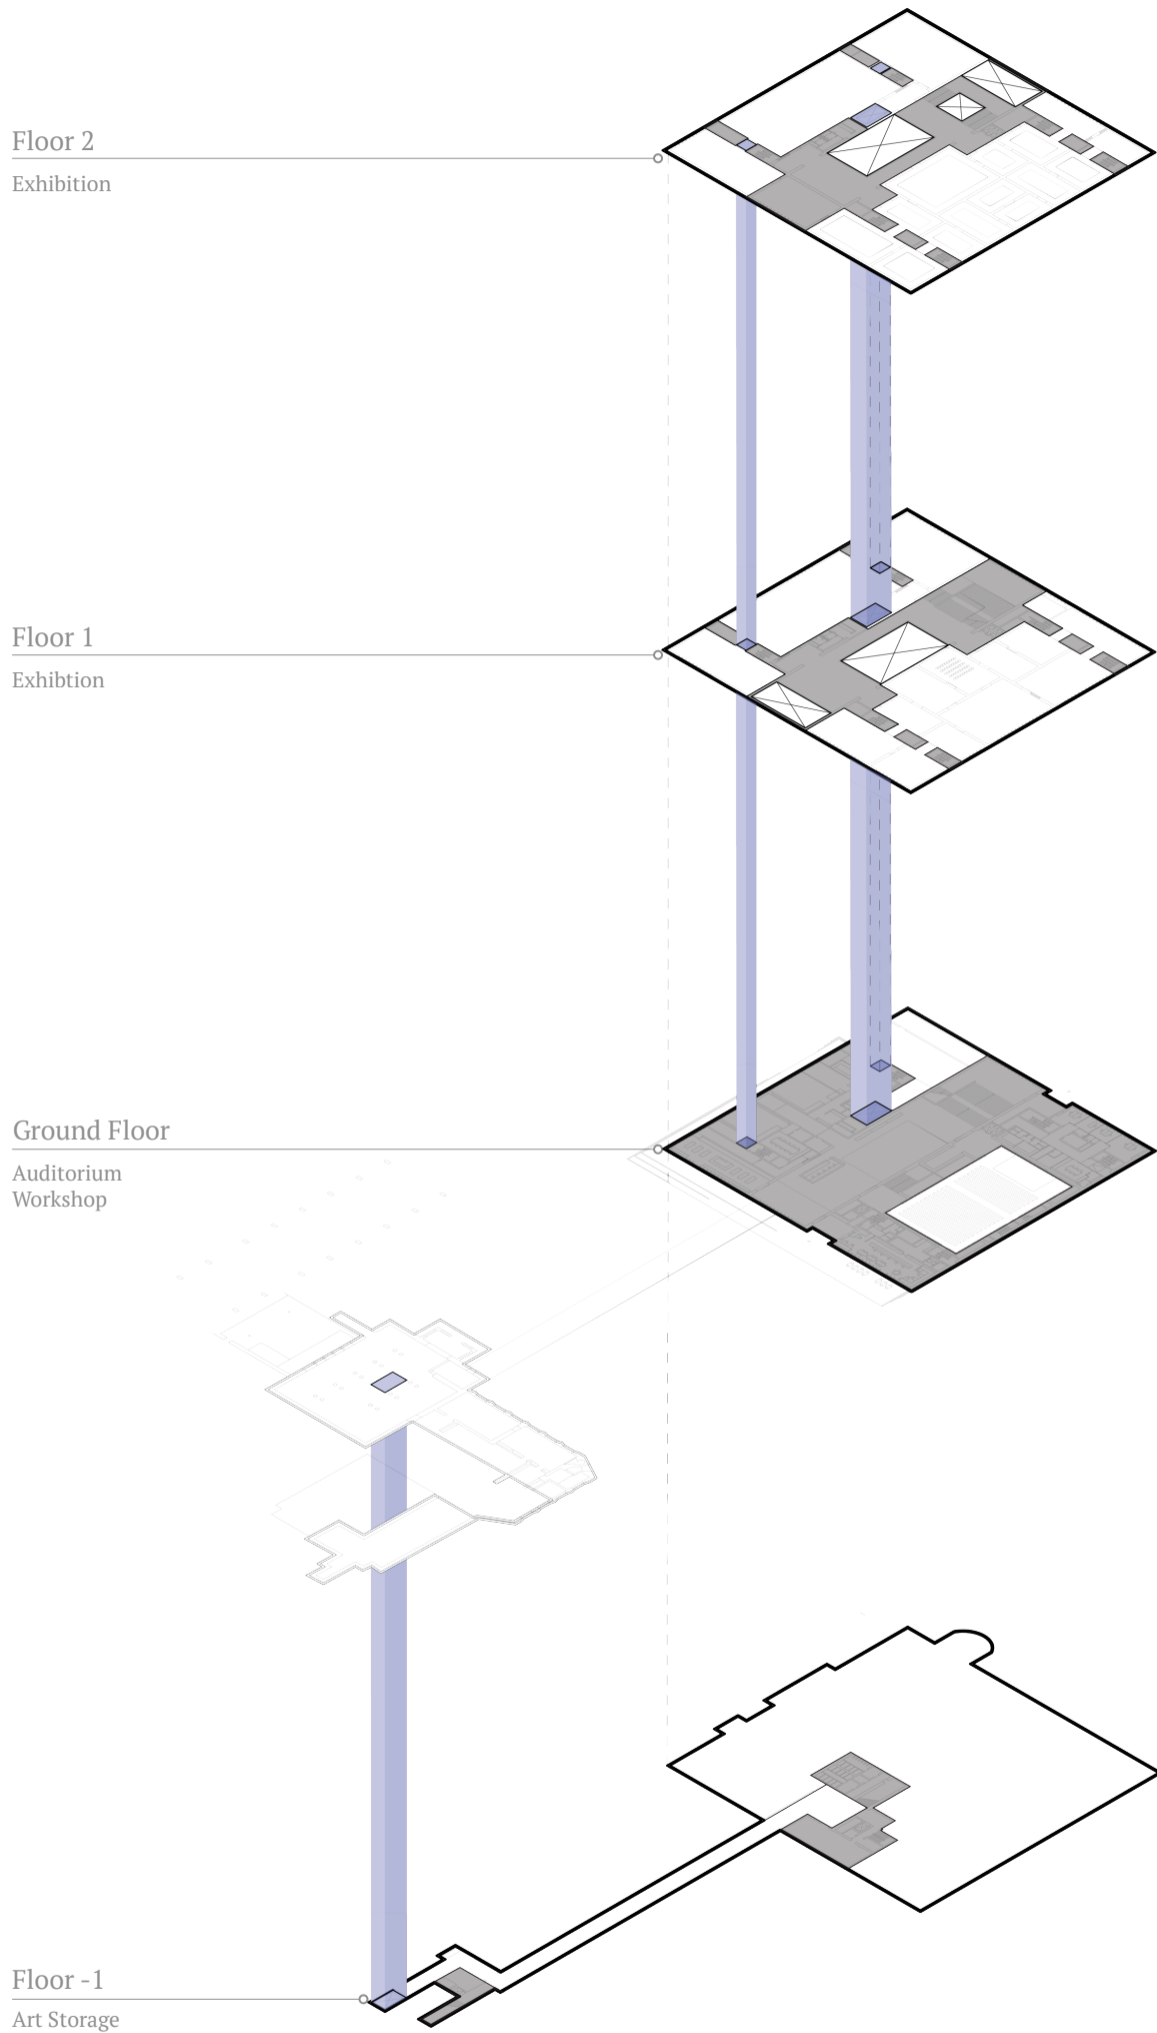 Floor 2
Exhibition
Floor 1
Exhibtion
Ground Floor
Auditorium
Workshop
Floor -1
Art Storage